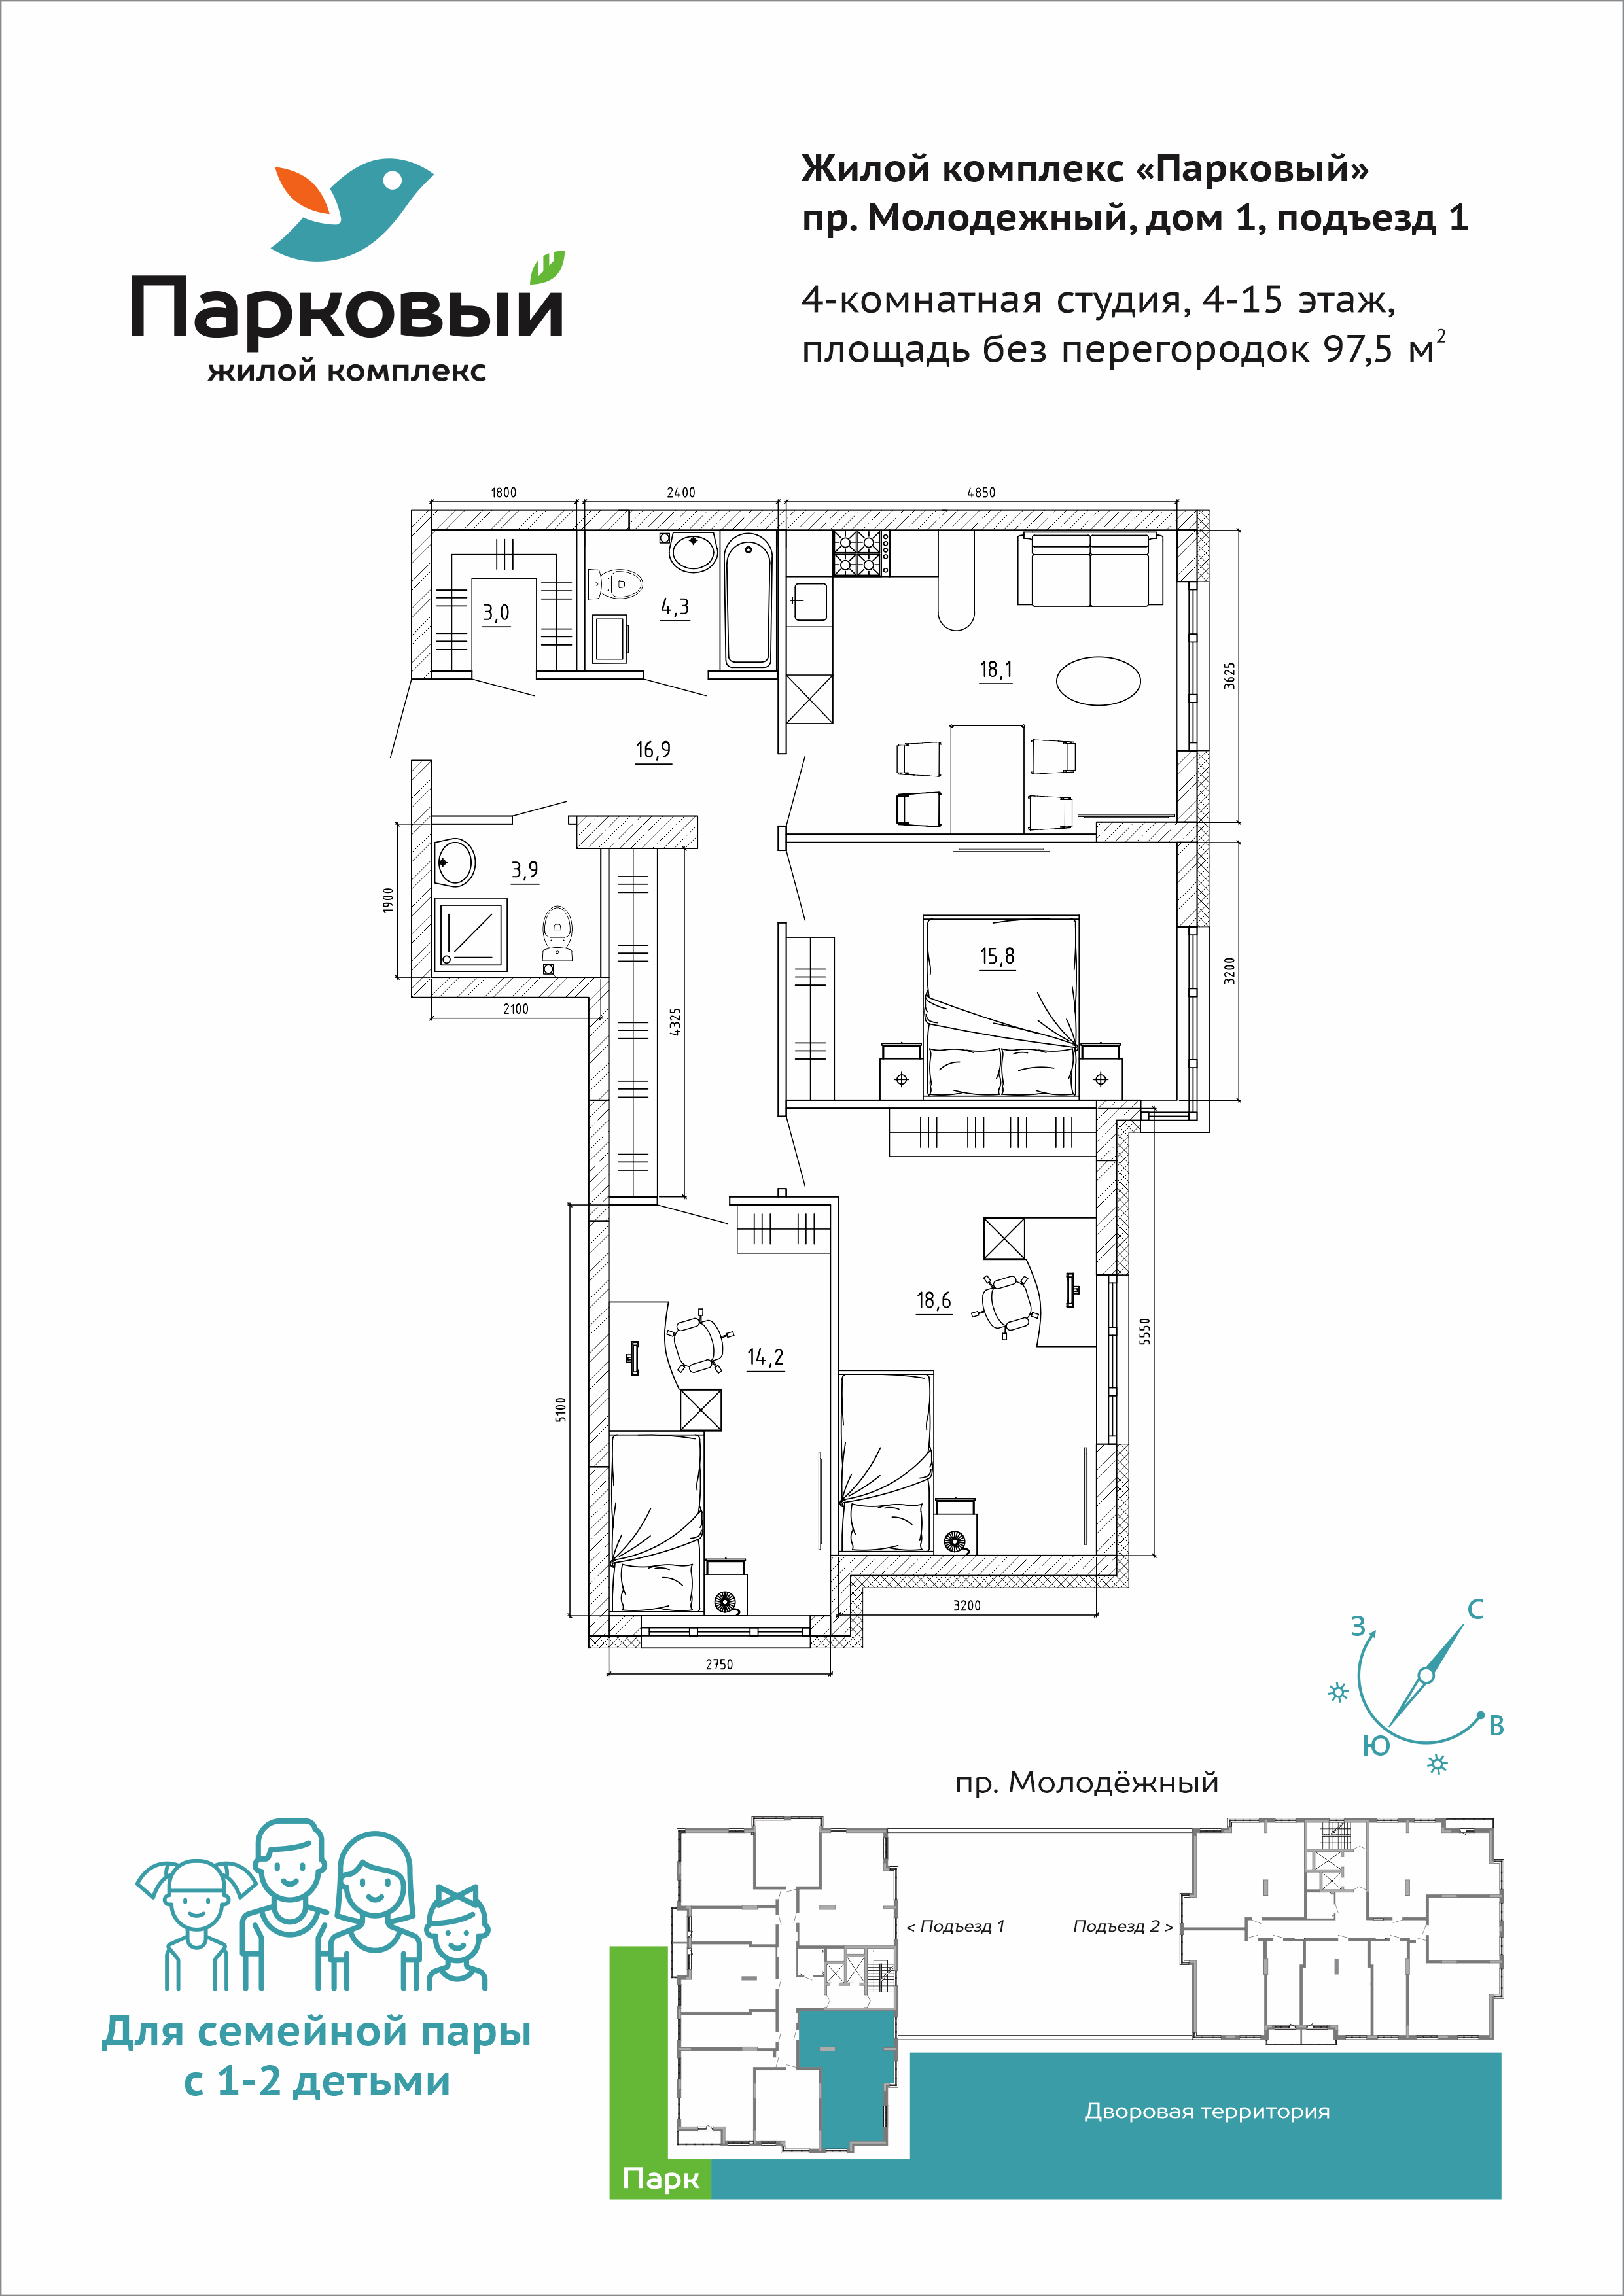 Парковый
жилой комплекс
Жилой комплекс «Парковый»
пр. Молодежный, дом 1, подъезд 1
4-комнатная студия, 4-15 этаж,
площадь без перегородок 97,5 м²
1800
2400
4850
3,0
4,3
18,1
3625
16,9
3,9
1900
15,8
3200
2100
4325
18,6
14,2
5550
5100
3200
2750
С
З
В
Ю
пр. Молодёжный
< Подъезд 1
Подъезд 2 >
Для семейной пары
с 1-2 детьми
Дворовая территория
Парк